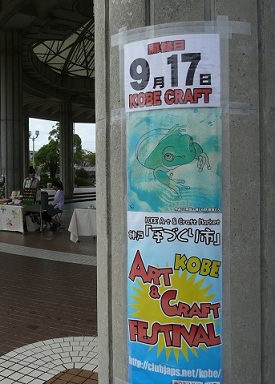 開催日
9月17日
KOBE CRAFT
KOBE Art & Craft Market
神戸「手づくり市」
KOBE
ART
& CRAFT
FESTIVAL
http://clubjaps.net/kobe/